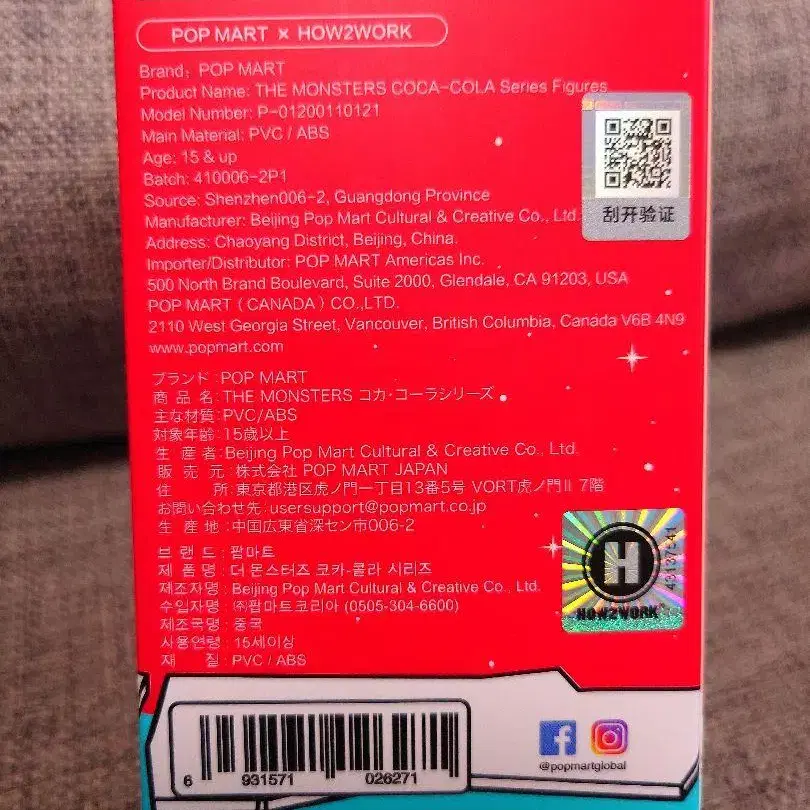 POP MART × HOW2WORK
Brand: POP MART
Product Name: THE MONSTERS COCA-COLA Series Figures
Model Number: P-01200110121
Main Material: PVC / ABS
Age: 15 & up
Batch: 410006-2P1
Source: Shenzhen006-2, Guangdong Province
Manufacturer: Beijing Pop Mart Cultural & Creative Co., Ltd.
Address: Chaoyang District, Beijing, China.
Importer/Distributor: POP MART Americas Inc.
500 North Brand Boulevard, Suite 2000, Glendale, CA 91203, USA
POP MART ( CANADA ) CO.,LTD.
2110 West Georgia Street, Vancouver, British Columbia, Canada V6B 4N9
www.popmart.com
刮开验证
ブランド:POP MART
商品名:THE MONSTERS コカ・コーラシリーズ
主な材質:PVC/ABS
対象年齢:15歳以上
生産者:Beijing Pop Mart Cultural & Creative Co., Ltd.
販売元:株式会社 POP MART JAPAN
住所:東京都港区虎ノ門一丁目13番5号 VORT虎ノ門II 7階
お問い合わせ先:usersupport@popmart.co.jp
生産地:中国広東省深セン市006-2
브랜드:팝마트
제품명:더 몬스터즈 코카-콜라 시리즈
제조자명:Beijing Pop Mart Cultural & Creative Co., Ltd.
수입자명:㈜팝마트코리아 (0505-304-6600)
제조국명:중국
사용연령:15세이상
재질:PVC / ABS
H
HOW2WORK
6 931571 026271
@popmartglobal